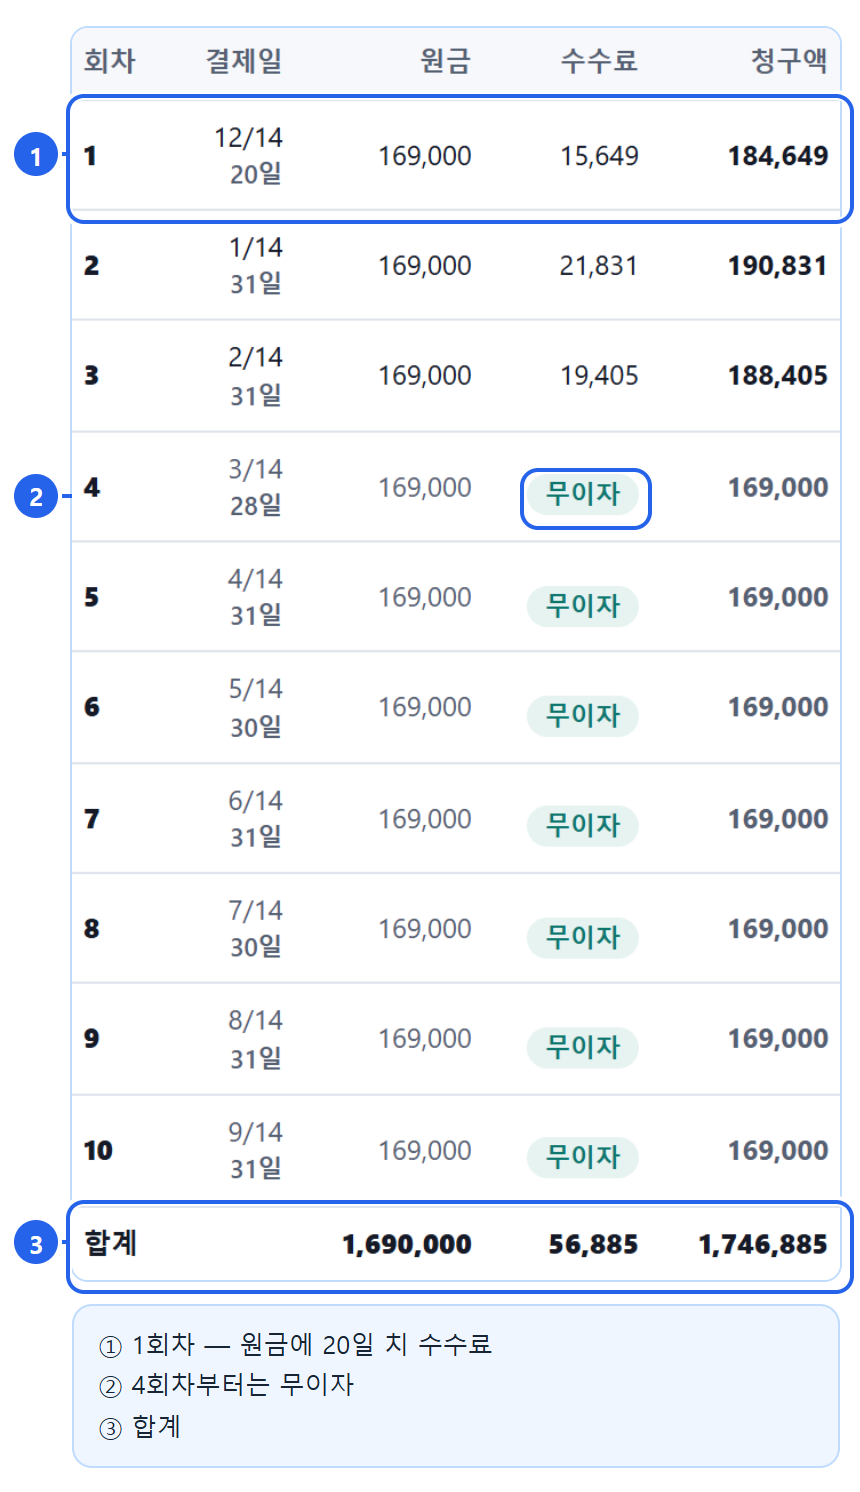 회차 결제일 원금 수수료 청구액
1 12/14 20일 169,000 15,649 184,649
2 1/14 31일 169,000 21,831 190,831
3 2/14 31일 169,000 19,405 188,405
4 3/14 28일 169,000 무이자 169,000
5 4/14 31일 169,000 무이자 169,000
6 5/14 30일 169,000 무이자 169,000
7 6/14 31일 169,000 무이자 169,000
8 7/14 30일 169,000 무이자 169,000
9 8/14 31일 169,000 무이자 169,000
10 9/14 31일 169,000 무이자 169,000
합계 1,690,000 56,885 1,746,885
1
2
3
① 1회차 — 원금에 20일 치 수수료
② 4회차부터는 무이자
③ 합계